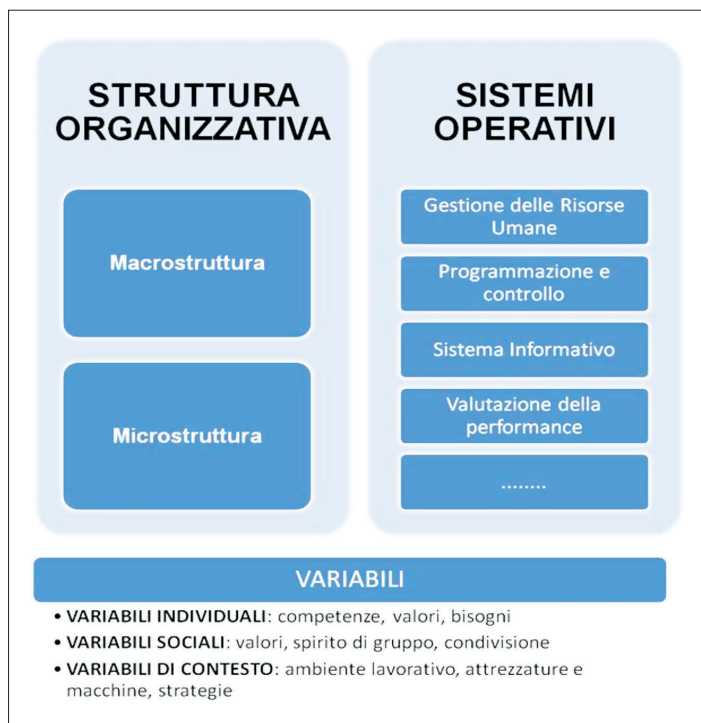 STRUTTURA
ORGANIZZATIVA
Macrostruttura
Microstruttura
SISTEMI
OPERATIVI
Gestione delle Risorse
Umane
Programmazione e
controllo
Sistema Informativo
Valutazione della
performance
........
VARIABILI
• VARIABILI INDIVIDUALI: competenze, valori, bisogni
• VARIABILI SOCIALI: valori, spirito di gruppo, condivisione
• VARIABILI DI CONTESTO: ambiente lavorativo, attrezzature e
macchine, strategie